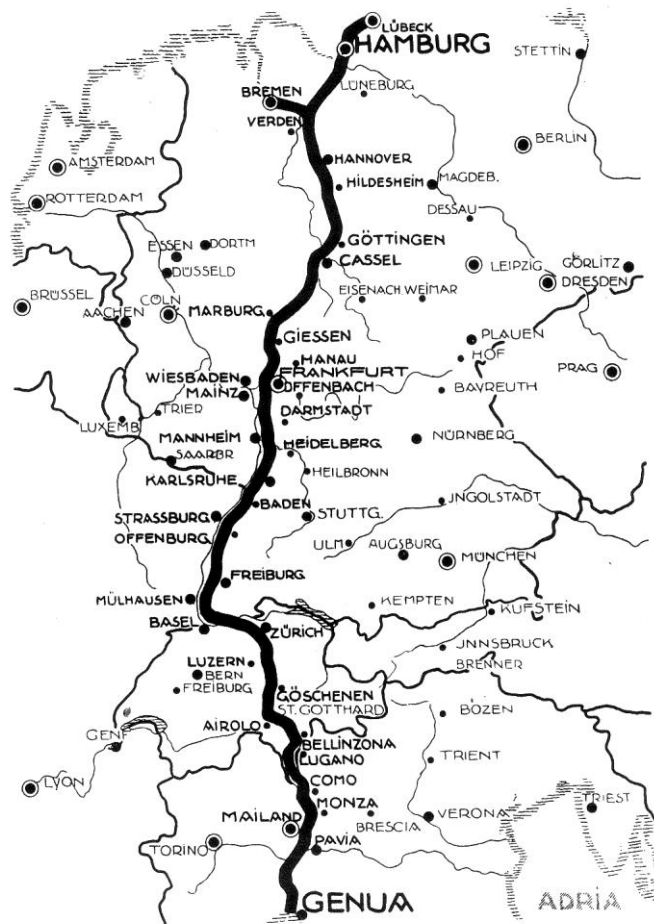 LÜBECK
HAMBURG
STETTIN
LÜNEBURG
BREMEN
VERDEN
BERLIN
AMSTERDAM
HANNOVER
HILDESHEIM
MAGDEB.
ROTTERDAM
DESSAU
ESSEN
DORTM
GÖTTINGEN
CASSEL
DÜSSELD
LEIPZIG
GÖRLITZ
DRESDEN
BRÜSSEL
CÖLN
AACHEN
MARBURG
EISENACH.WEIMAR
GIESSEN
PLAUEN
HOF
HANAU
FRANKFURT
OFFENBACH
PRAG
WIESBADEN
MAINZ
BAYREUTH
TRIER
LUXEMB
DARMSTADT
MANNHEIM
HEIDELBERG
NÜRNBERG
SAARBR
HEILBRONN
KARLSRUHE
BADEN
JNGOLSTADT
STRASSBURG
STUTTG.
OFFENBURG
ULM
AUGSBURG
MÜNCHEN
FREIBURG
MÜLHAUSEN
KEMPTEN
KUFSTEIN
BASEL
ZÜRICH
JNNSBRUCK
LUZERN
BRENNER
BERN
FREIBURG
GÖSCHENEN
ST.GOTTHARD
BÖZEN
AIROLO
GENF
BELLINZONA
LUGANO
TRIENT
COMO
LYON
MONZA
MAILAND
BRESCIA
VERONA
TRIEST
TORINO
PAVIA
GENUA
ADRIA